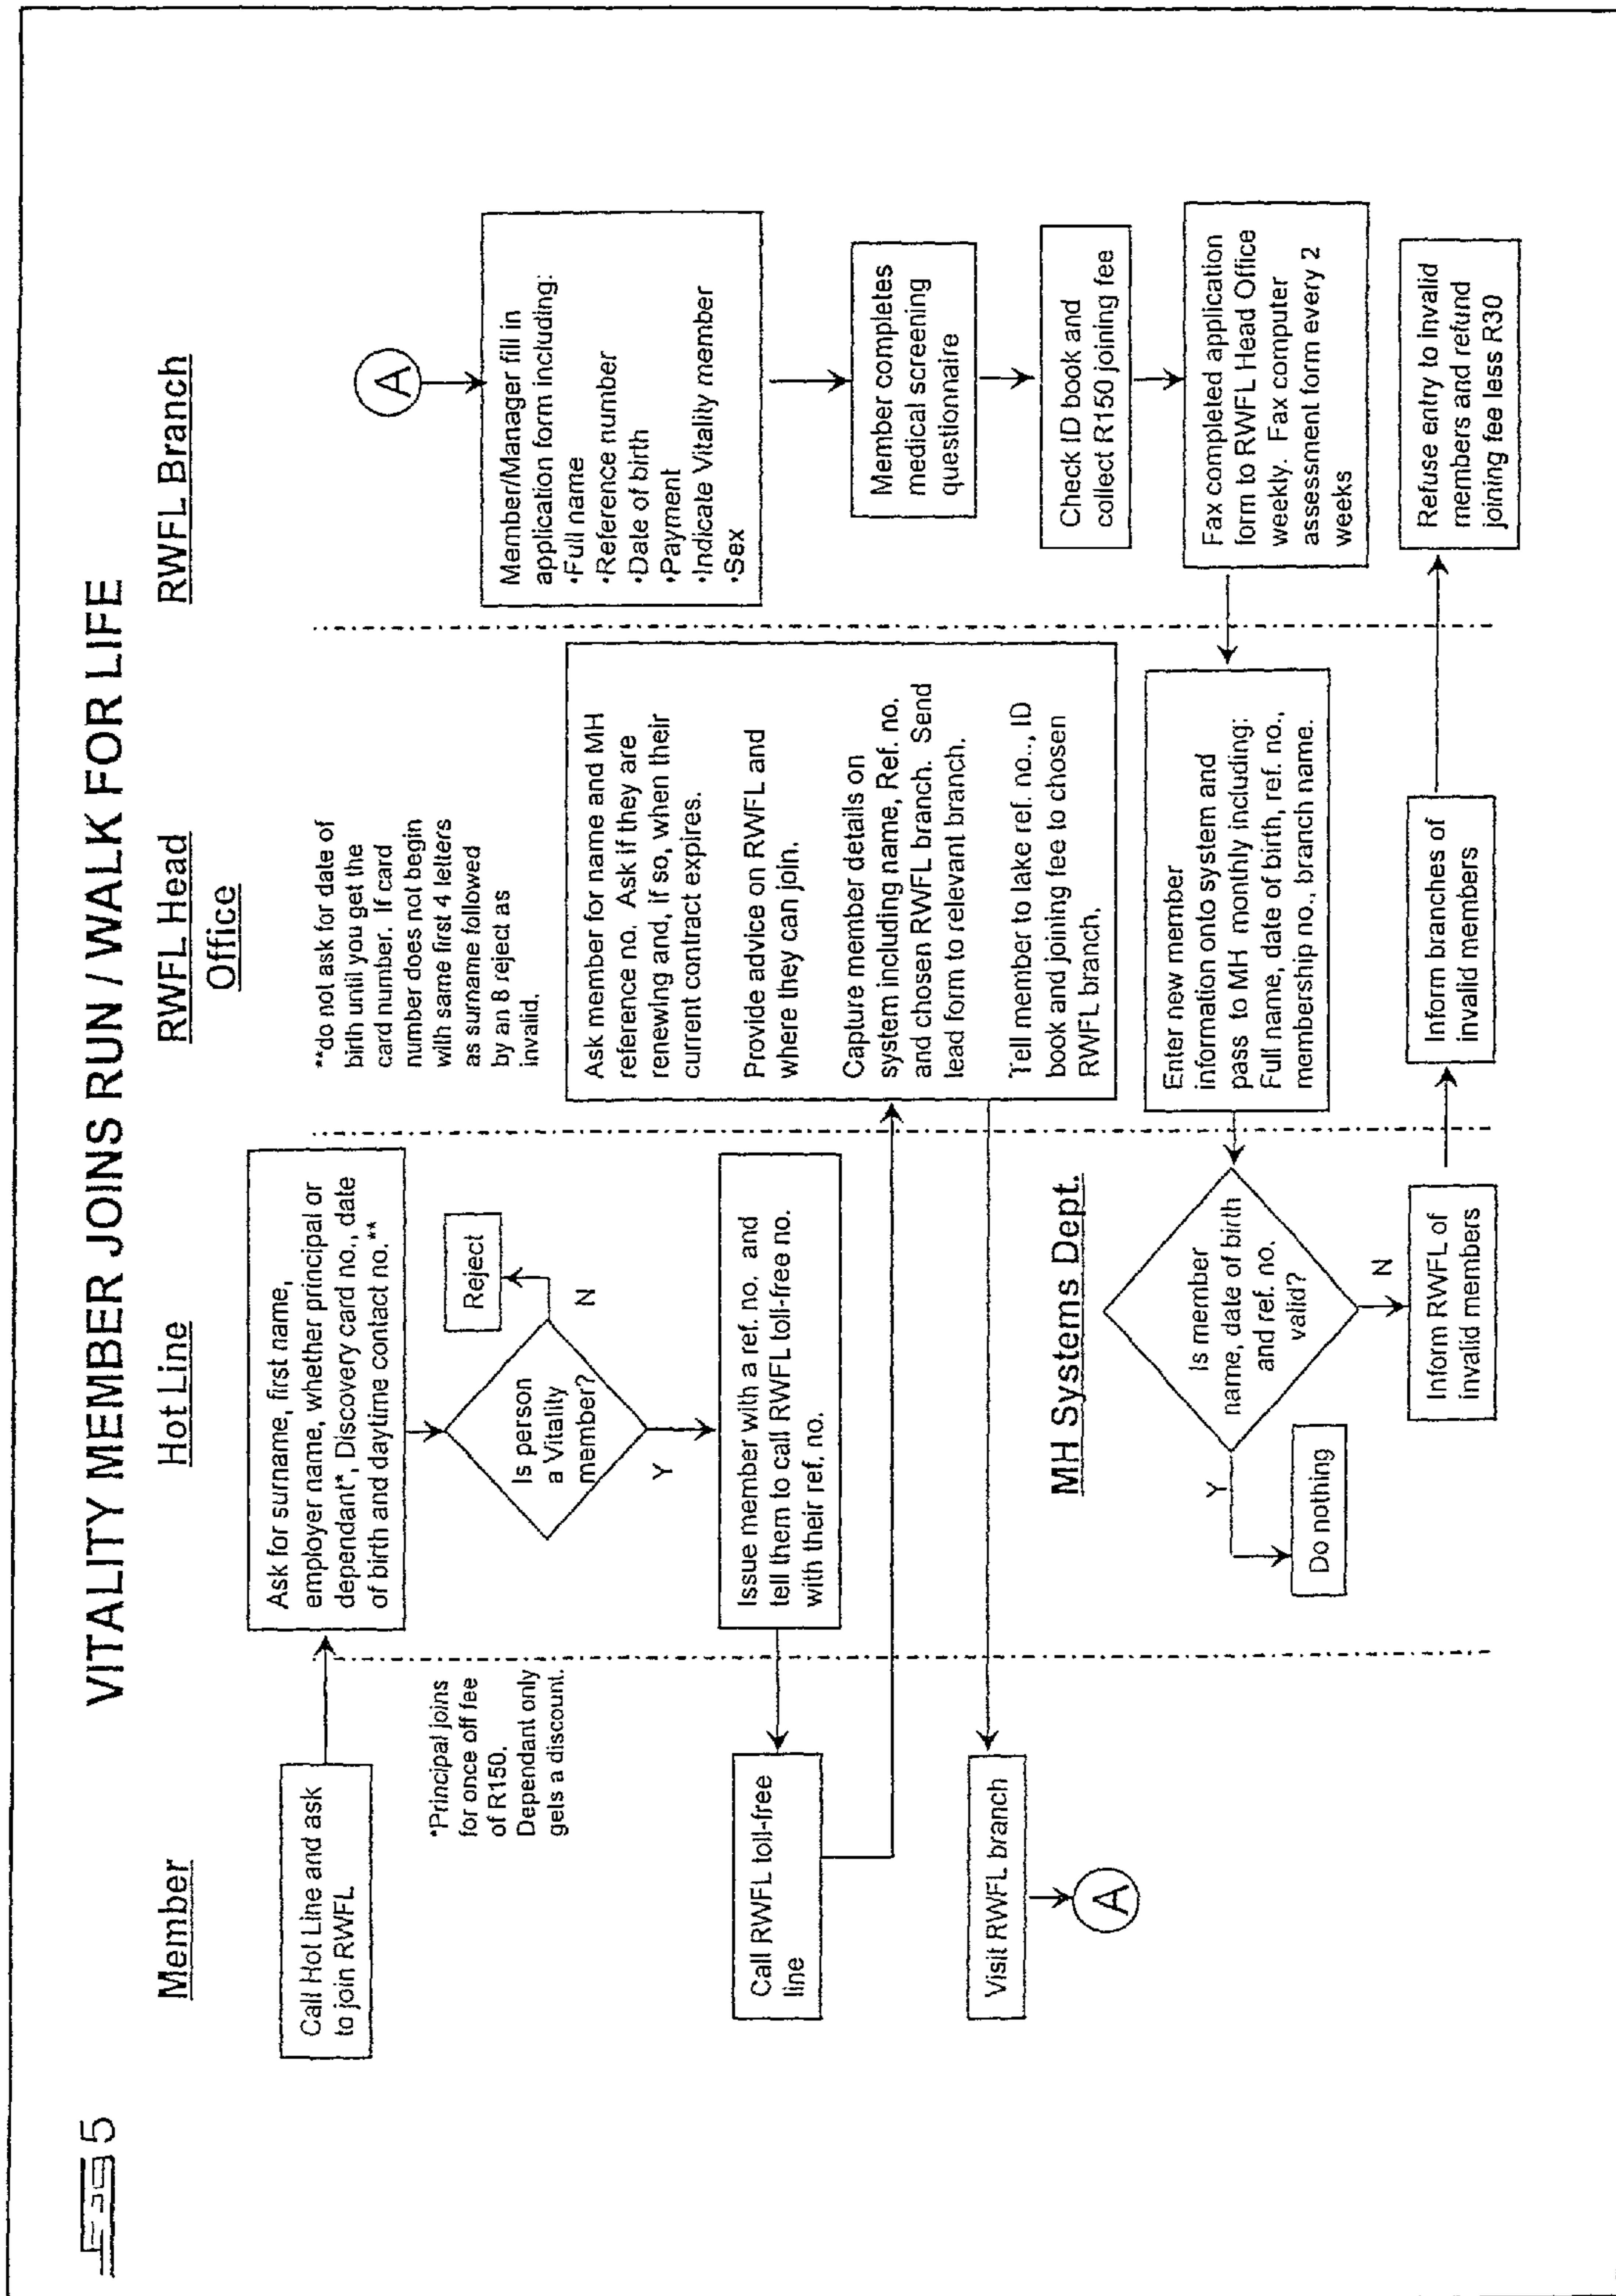 VITALITY MEMBER JOINS RUN / WALK FOR LIFE
Member
Hot Line
RWFL Head
Office
RWFL Branch
Call Hot Line and ask
to join RWFL
Ask for surname, first name,
employer name, whether principal or
dependant*, Discovery card no., date
of birth and daytime contact no.**
*Principal joins
for once off fee
of R150.
Dependant only
gets a discount.
Is person
a Vitality
member?
N
Reject
Y
Issue member with a ref. no. and
tell them to call RWFL toll-free no.
with their ref. no.
Call RWFL toll-free
line
**do not ask for date of
birth until you get the
card number. If card
number does not begin
with same first 4 letters
as surname followed
by an 8 reject as
invalid.
Ask member for name and MH
reference no. Ask if they are
renewing and, if so, when their
current contract expires.
Provide advice on RWFL and
where they can join.
Capture member details on
system including name, Ref. no.
and chosen RWFL branch. Send
lead form to relevant branch.
Tell member to take ref. no.., ID
book and joining fee to chosen
RWFL branch.
Visit RWFL branch
A
A
Member/Manager fill in
application form including:
•Full name
•Reference number
•Date of birth
•Payment
•Indicate Vitality member
•Sex
Member completes
medical screening
questionaire
Check ID book and
collect R150 joining fee
Fax completed application
form to RWFL Head Office
weekly. Fax computer
assessment form every 2
weeks
Enter new member
information onto system and
pass to MH monthly including:
Full name, date of birth, ref. no.,
membership no., branch name.
MH Systems Dept.
Is member
name, date of birth
and ref. no.
valid?
Y
Do nothing
N
Inform RWFL of
invalid members
Inform branches of
invalid members
Refuse entry to invalid
members and refund
joining fee less R30
5